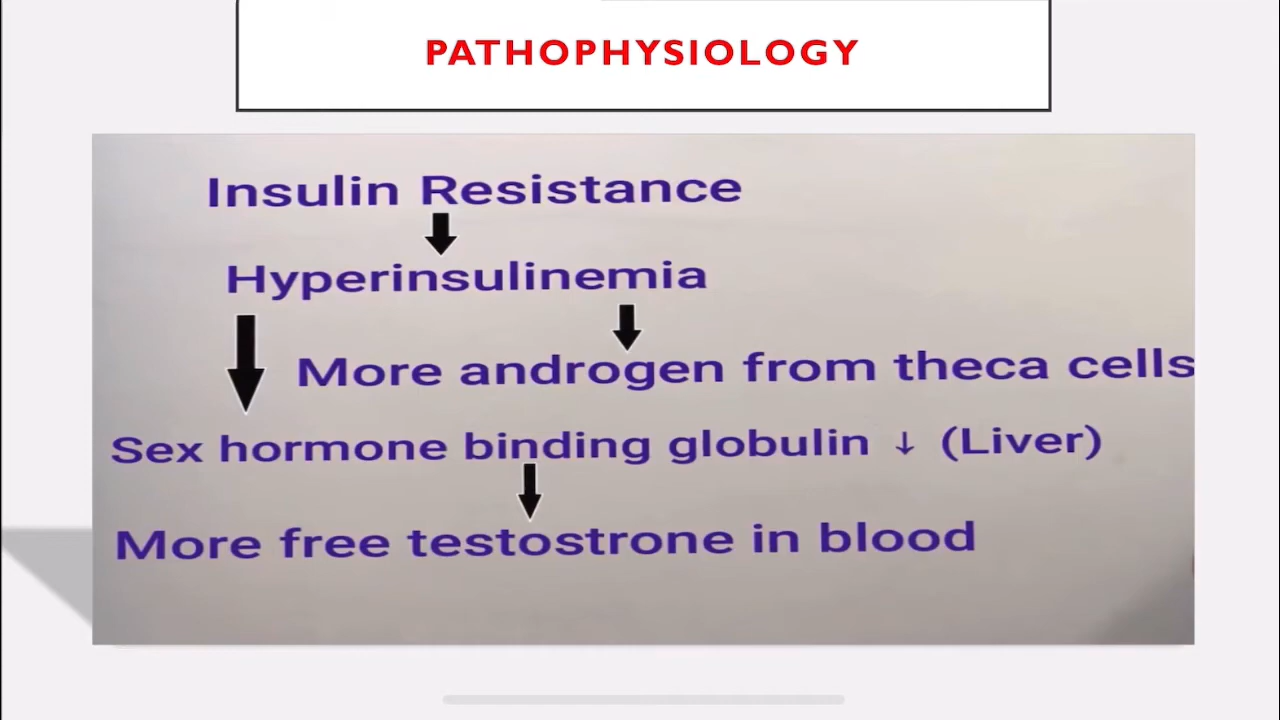 PATHOPHYSIOLOGY
Insulin Resistance
Hyperinsulinemia
More androgen from theca cells
Sex hormone binding globulin ↓ (Liver)
More free testostrone in blood